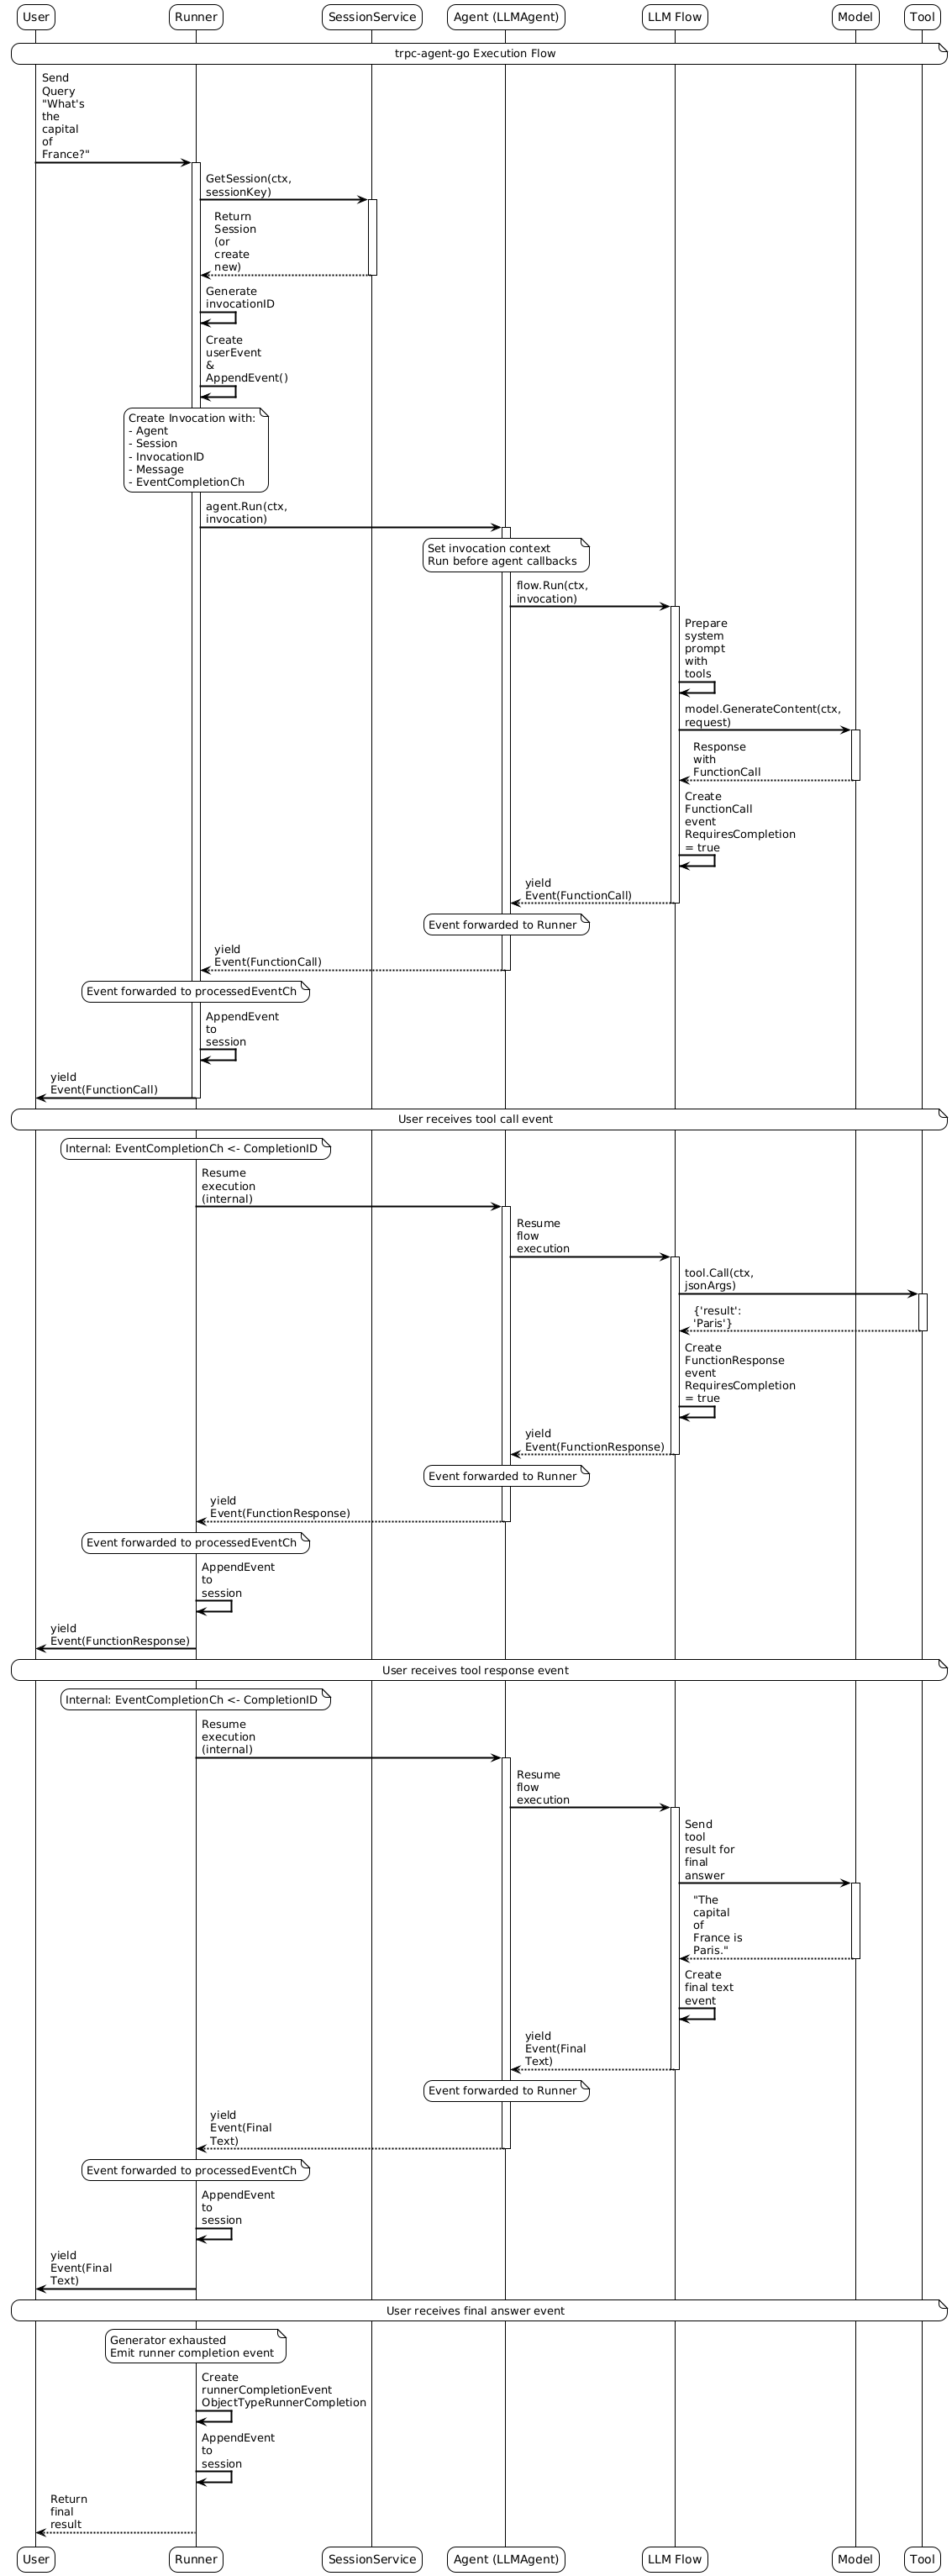 User
Runner
SessionService
Agent (LLMAgent)
LLM Flow
Model
Tool
trpc-agent-go Execution Flow
Send
Query
"What's
the
capital
of
France?"
GetSession(ctx,
sessionKey)
Return
Session
(or
create
new)
Generate
invocationID
Create
userEvent
&
AppendEvent()
Create Invocation with:
- Agent
- Session
- InvocationID
- Message
- EventCompletionCh
agent.Run(ctx,
invocation)
Set invocation context
Run before agent callbacks
flow.Run(ctx,
invocation)
Prepare
system
prompt
with
tools
model.GenerateContent(ctx,
request)
Response
with
FunctionCall
Create
FunctionCall
event
RequiresCompletion
= true
yield
Event(FunctionCall)
Event forwarded to Runner
yield
Event(FunctionCall)
Event forwarded to processedEventCh
AppendEvent
to
session
yield
Event(FunctionCall)
User receives tool call event
Internal: EventCompletionCh <- CompletionID
Resume
execution
(internal)
Resume
flow
execution
tool.Call(ctx,
jsonArgs)
{'result':
'Paris'}
Create
FunctionResponse
event
RequiresCompletion
= true
yield
Event(FunctionResponse)
Event forwarded to Runner
yield
Event(FunctionResponse)
Event forwarded to processedEventCh
AppendEvent
to
session
yield
Event(FunctionResponse)
User receives tool response event
Internal: EventCompletionCh <- CompletionID
Resume
execution
(internal)
Resume
flow
execution
Send
tool
result for
final
answer
"The
capital
of
France is
Paris."
Create
final text
event
yield
Event(Final
Text)
Event forwarded to Runner
yield
Event(Final
Text)
Event forwarded to processedEventCh
AppendEvent
to
session
yield
Event(Final
Text)
User receives final answer event
Generator exhausted
Emit runner completion event
Create
runnerCompletionEvent
ObjectTypeRunnerCompletion
AppendEvent
to
session
Return
final
result
User
Runner
SessionService
Agent (LLMAgent)
LLM Flow
Model
Tool